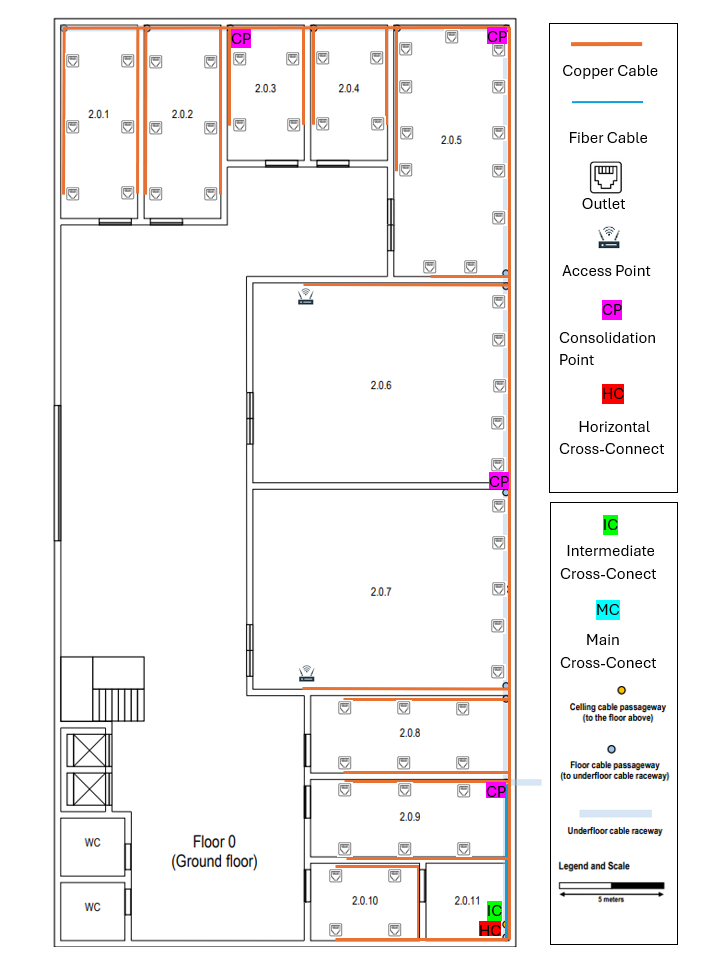 CP
CP
2.0.1
2.0.2
2.0.3
2.0.4
2.0.5
2.0.6
CP
2.0.7
2.0.8
CP
2.0.9
2.0.10
2.0.11
IC
HC
WC
WC
Floor 0
(Ground floor)
Copper Cable
Fiber Cable
Outlet
Access Point
CP
Consolidation
Point
HC
Horizontal
Cross-Connect
IC
Intermediate
Cross-Conect
MC
Main
Cross-Conect
Celling cable passageway
(to the floor above)
Floor cable passageway
(to underfloor cable raceway)
Underfloor cable raceway
Legend and Scale
5 meters